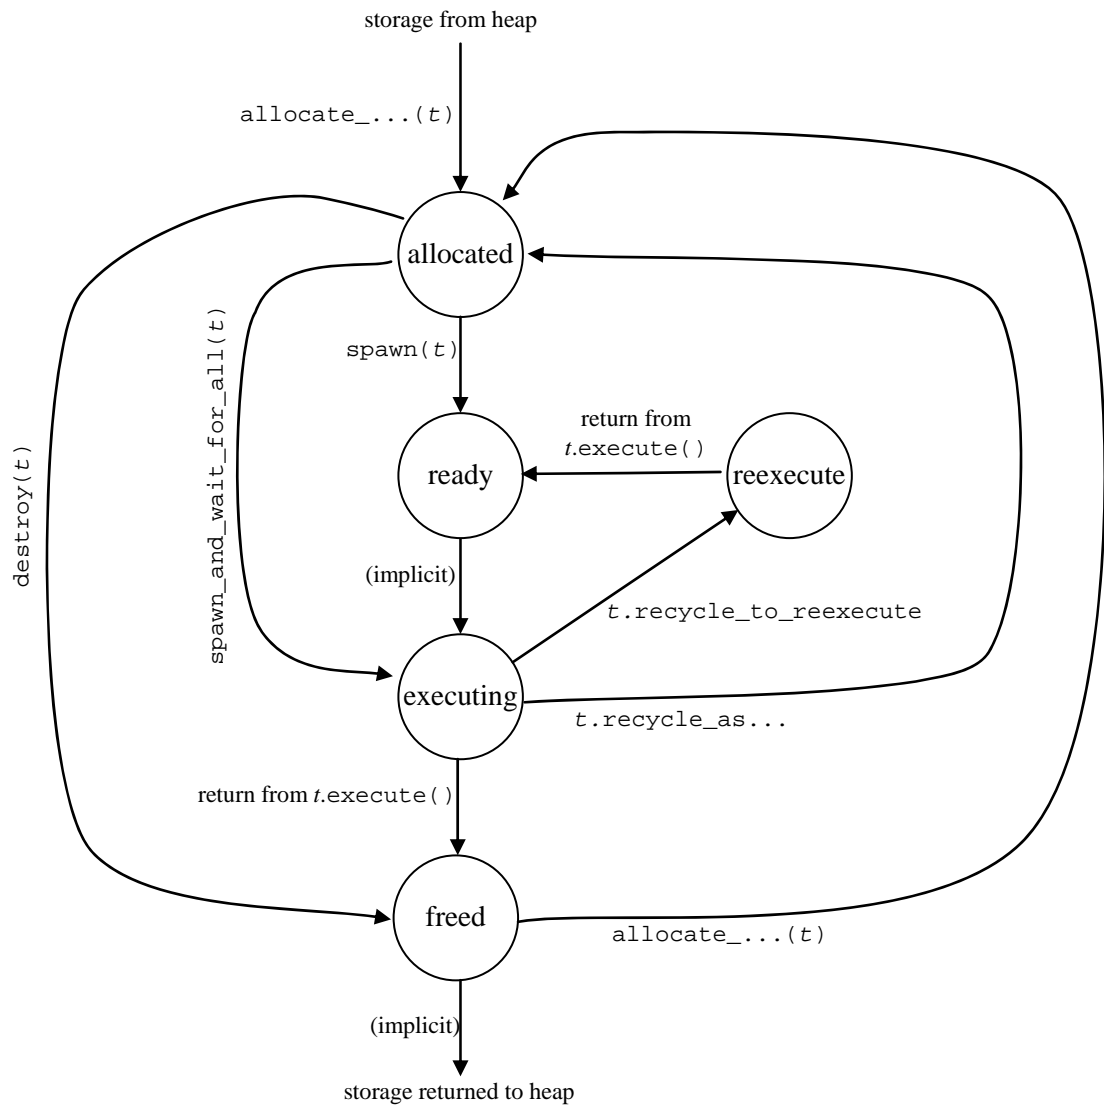 storage from heap
allocate_...(t)
allocated
spawn(t)
spawn_and_wait_for_all(t)
destroy(t)
return from
t.execute()
ready
reexecute
(implicit)
t.recycle_to_reexecute
executing
t.recycle_as...
return from t.execute()
freed
allocate_...(t)
(implicit)
storage returned to heap